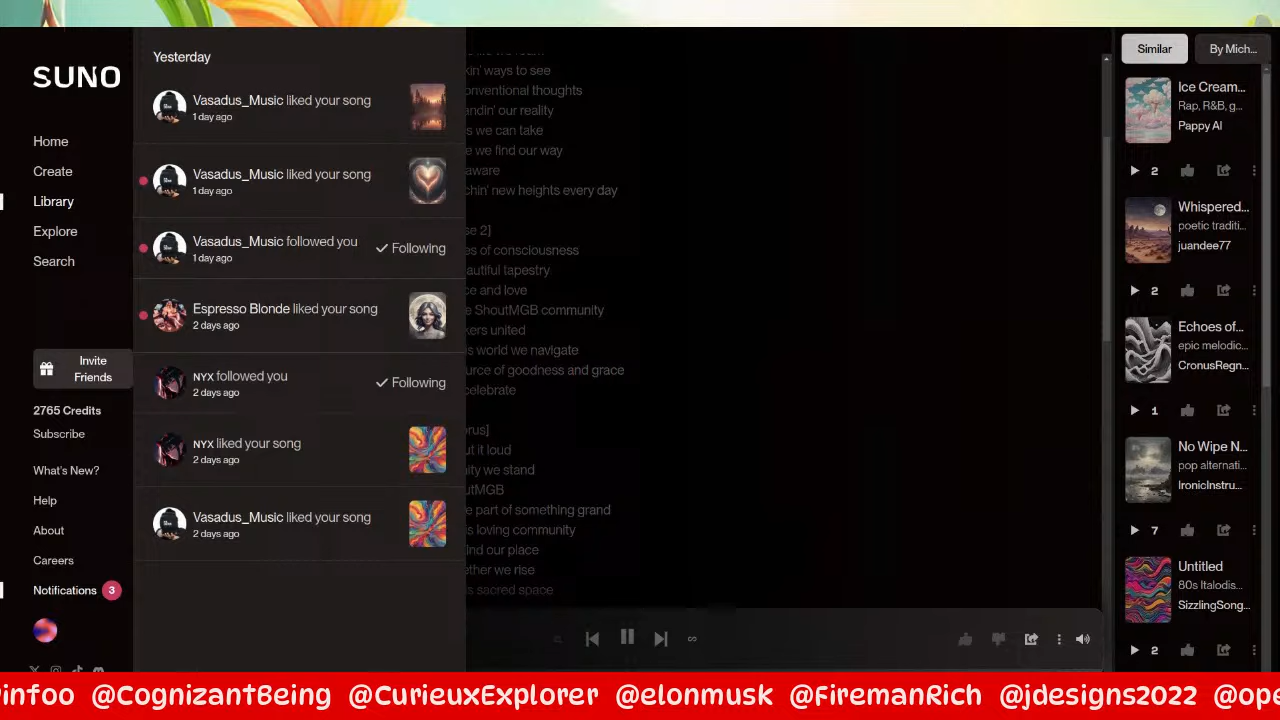 SUNO
Home
Create
Library
Explore
Search
Invite
Friends
2765 Credits
Subscribe
What's New?
Help
About
Careers
Notifications 3
Yesterday
Vasadus_Music liked your song
1 day ago
Vasadus_Music liked your song
1 day ago
Vasadus_Music followed you
1 day ago
Following
Espresso Blonde liked your song
2 days ago
NYX followed you
2 days ago
Following
NYX liked your song
2 days ago
Vasadus_Music liked your song
2 days ago
kin' ways to see
onventional thoughts
andin' our reality
s we can take
e we find our way
aware
chin' new heights every day
se 2]
es of consciousness
autiful tapestry
ce and love
e ShoutMGB community
kers united
is world we navigate
urce of goodness and grace
celebrate
rus]
ut it loud
ity we stand
utMGB
e part of something grand
is loving community
ind our place
ether we rise
s sacred space
Similar
By Mich...
Ice Cream...
Rap, R&B, g...
Pappy AI
2
Whispered...
poetic traditi...
juandee77
2
Echoes of...
epic melodic...
CronusRegn...
1
No Wipe N...
pop alternati...
IronicInstru...
7
Untitled
80s Italodis...
SizzlingSong...
2
infoo @CognizantBeing @CurieuxExplorer @elonmusk @FiremanRich @jdesigns2022 @ope